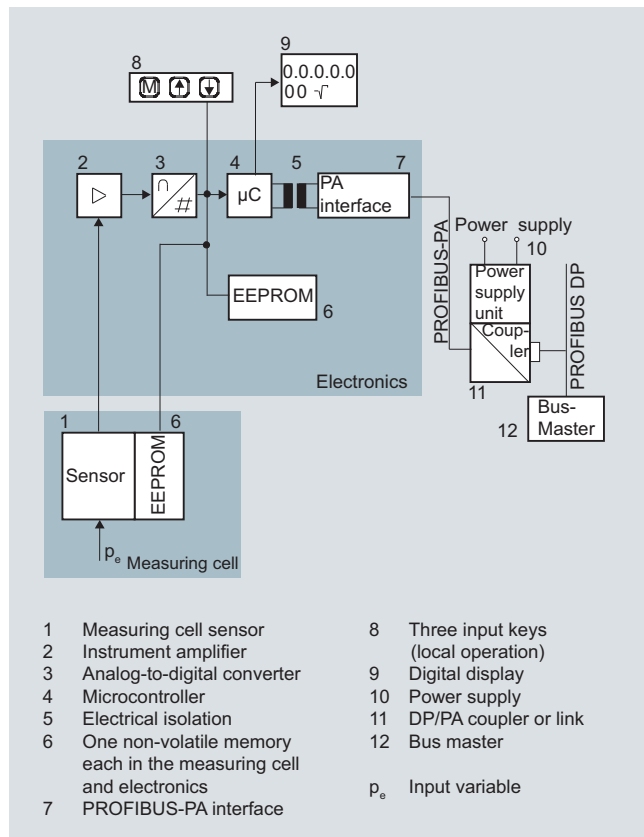 9
8
0.0.0.0.0
00 √
M
2
3
4
5
7
∩
#
µC
PA
interface
Power supply
10
PROFIBUS-PA
Power
supply
unit
PROFIBUS DP
EEPROM
6
Coup-
ler
11
Electronics
12
Bus-
Master
1
6
Sensor
EEPROM
pe Measuring cell
1 Measuring cell sensor
2 Instrument amplifier
3 Analog-to-digital converter
4 Microcontroller
5 Electrical isolation
6 One non-volatile memory
each in the measuring cell
and electronics
7 PROFIBUS-PA interface
8 Three input keys
(local operation)
9 Digital display
10 Power supply
11 DP/PA coupler or link
12 Bus master
pe Input variable